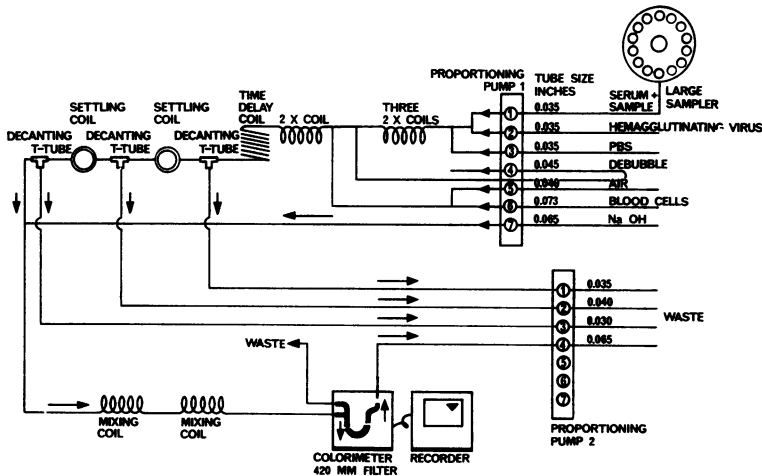 PROPORTIONING
PUMP 1
TUBE SIZE
INCHES
SERUM +
SAMPLE
LARGE
SAMPLER
TIME
DELAY
COIL
2 X COIL
THREE
2 X COILS
SETTLING
COIL
SETTLING
COIL
DECANTING
T-TUBE
DECANTING
T-TUBE
DECANTING
T-TUBE
1 0.035
2 0.035 HEMAGGLUTINATING VIRUS
3 0.035 PBS
4 0.045 DEBUBBLE
5 0.040 AIR
6 0.073 BLOOD CELLS
7 0.065 Na OH
1 0.035
2 0.040
3 0.030
4 0.065
5
6
7
WASTE
PROPORTIONING
PUMP 2
WASTE
MIXING
COIL
MIXING
COIL
COLORIMETER
420 MM FILTER
RECORDER